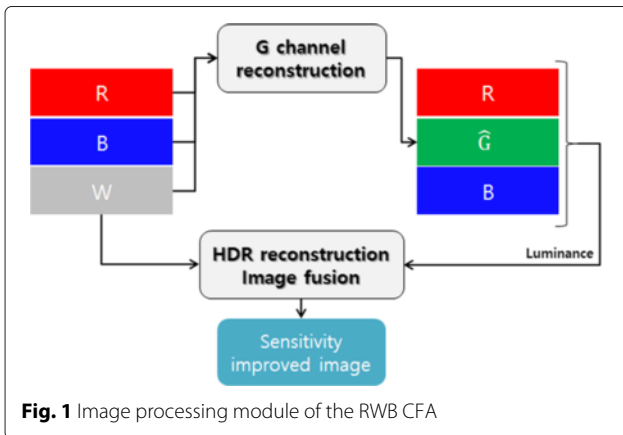 G channel
reconstruction
R
B
W
R
Ĝ
B
Luminance
HDR reconstruction
Image fusion
Sensitivity
improved image
Fig. 1 Image processing module of the RWB CFA